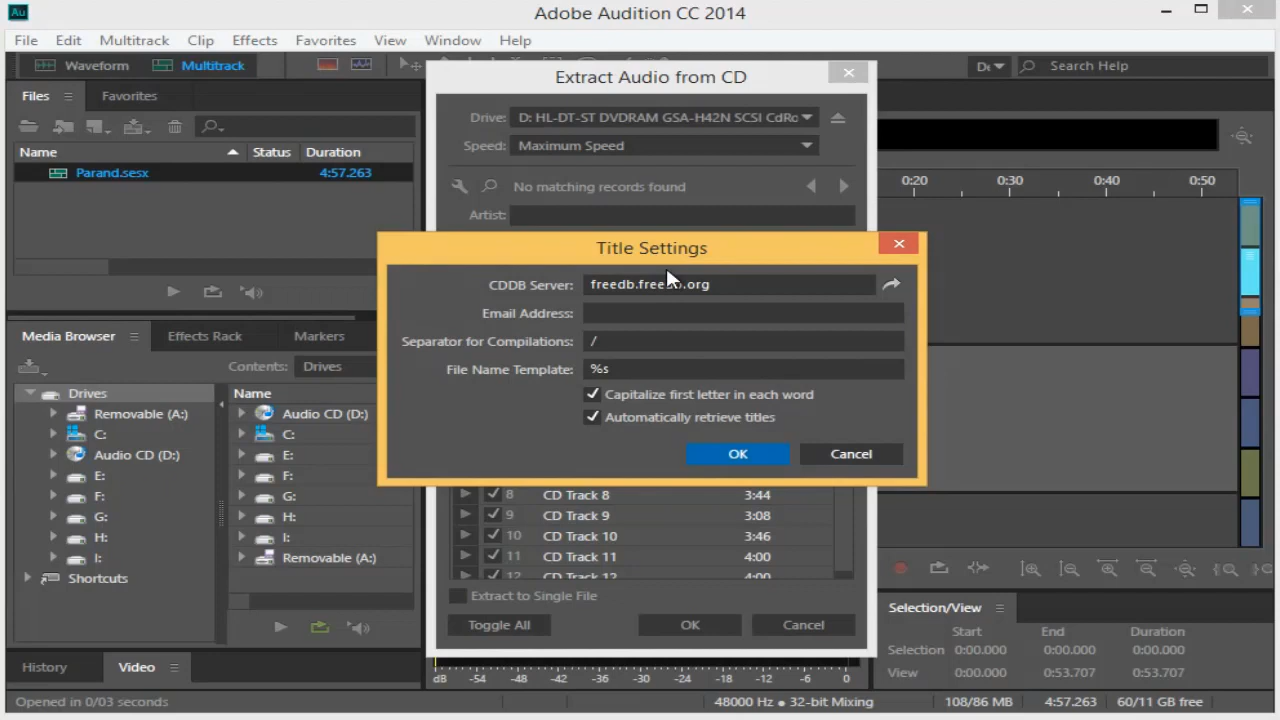 Au
Adobe Audition CC 2014
File Edit Multitrack Clip Effects Favorites View Window Help
Waveform Multitrack
Search Help
Files Favorites
Name Status Duration
Parand.sesx 4:57.263
Extract Audio from CD
Drive: D: HL-DT-ST DVDRAM GSA-H42N SCSI CdRo
Speed: Maximum Speed
No matching records found
Artist:
0:20 0:30 0:40 0:50
Title Settings
CDDB Server:
Email Address:
Separator for Compilations: /
File Name Template: %s
Capitalize first letter in each word
Automatically retrieve titles
OK Cancel
Media Browser Effects Rack Markers
Contents: Drives
Drives
Removable (A:)
C:
Audio CD (D:)
E:
F:
G:
H:
I:
Shortcuts
Name
Audio CD (D:)
C:
E:
F:
G:
H:
I:
Removable (A:)
8 CD Track 8 3:44
9 CD Track 9 3:08
10 CD Track 10 3:46
11 CD Track 11 4:00
12 CD Track 12 4:00
Extract to Single File
Toggle All OK Cancel
Selection/View
Start End Duration
Selection 0:00.000 0:00.000 0:00.000
View 0:00.000 0:53.707 0:53.707
History Video
dB -54 -48 -42 -36 -30 -24 -18 -12 -6 0
Opened in 0/03 seconds
48000 Hz ● 32-bit Mixing 108/86 MB 4:57.263 60/11 GB free